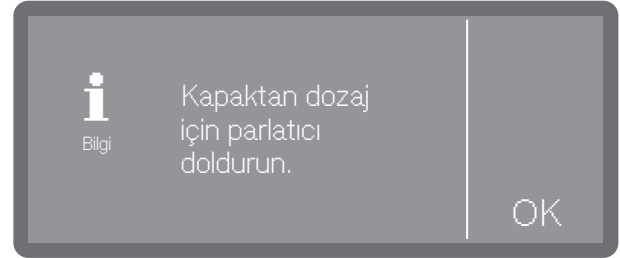 i
Bilgi
Kapaktan dozaj
için parlatıcı
doldurun.
OK